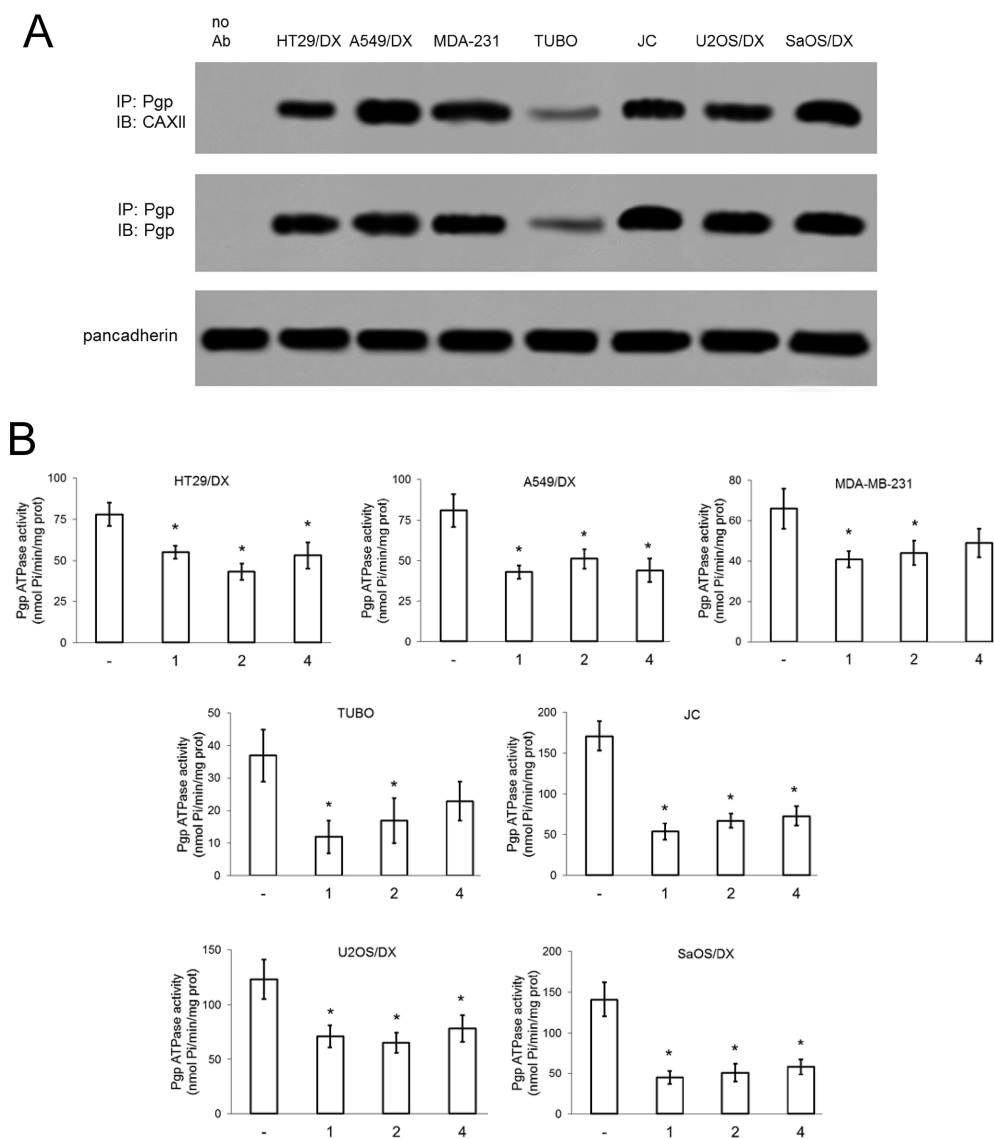 A
no
Ab
HT29/DX A549/DX MDA-231 TUBO JC U2OS/DX SaOS/DX
IP: Pgp
IB: CAXII
IP: Pgp
IB: Pgp
pancadherin
B
HT29/DX
Pgp ATPase activity
(nmol Pi/min/mg prot)
100
75
50
25
0
* * *
- 1 2 4
A549/DX
Pgp ATPase activity
(nmol Pi/min/mg prot)
100
75
50
25
0
* * *
- 1 2 4
MDA-MB-231
Pgp ATPase activity
(nmol Pi/min/mg prot)
80
60
40
20
0
* *
- 1 2 4
TUBO
Pgp ATPase activity
(nmol Pi/min/mg prot)
50
40
30
20
10
0
* *
- 1 2 4
JC
Pgp ATPase activity
(nmol Pi/min/mg prot)
200
150
100
50
0
* * *
- 1 2 4
U2OS/DX
Pgp ATPase activity
(nmol Pi/min/mg prot)
150
100
50
0
* * *
- 1 2 4
SaOS/DX
Pgp ATPase activity
(nmol Pi/min/mg prot)
200
150
100
50
0
* * *
- 1 2 4